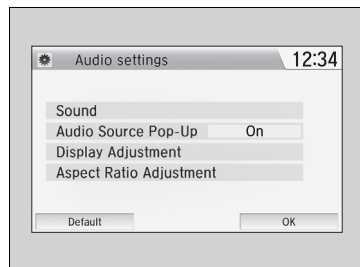 Audio settings 12:34
Sound
Audio Source Pop-Up On
Display Adjustment
Aspect Ratio Adjustment
Default OK